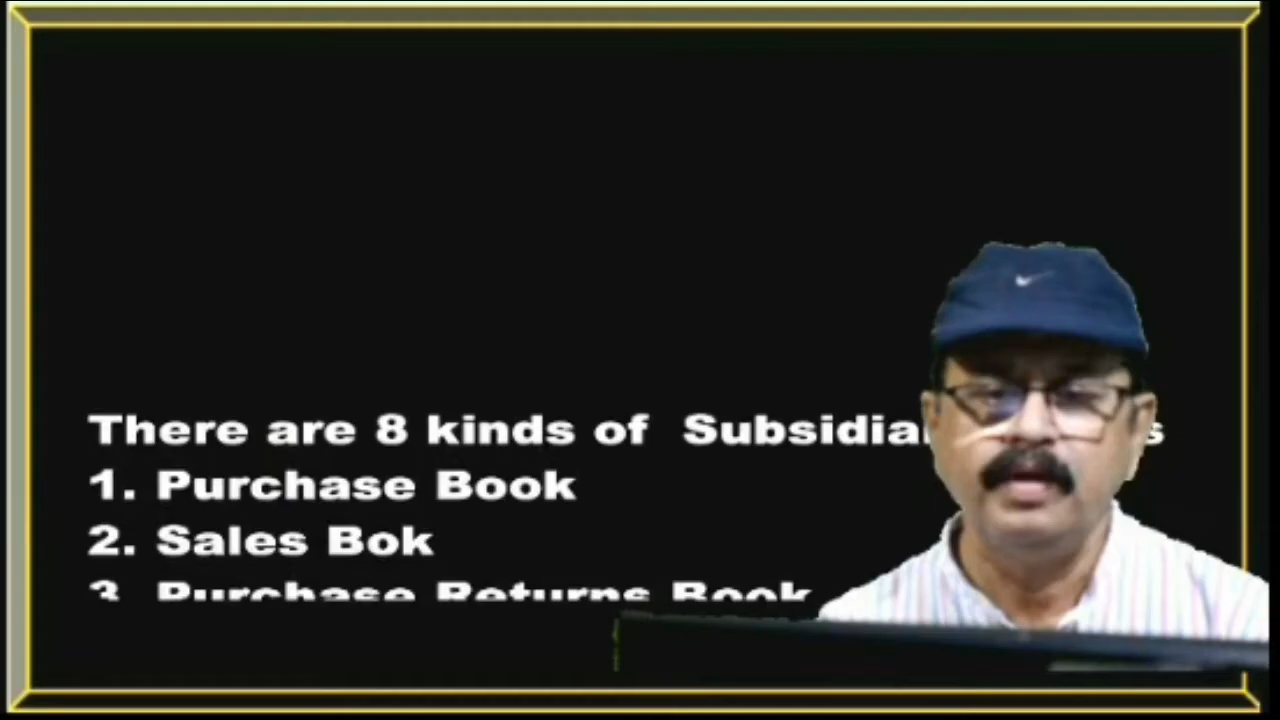 There are 8 kinds of
1. Purchase Book
2. Sales Bok
3. Purchase Returns Book